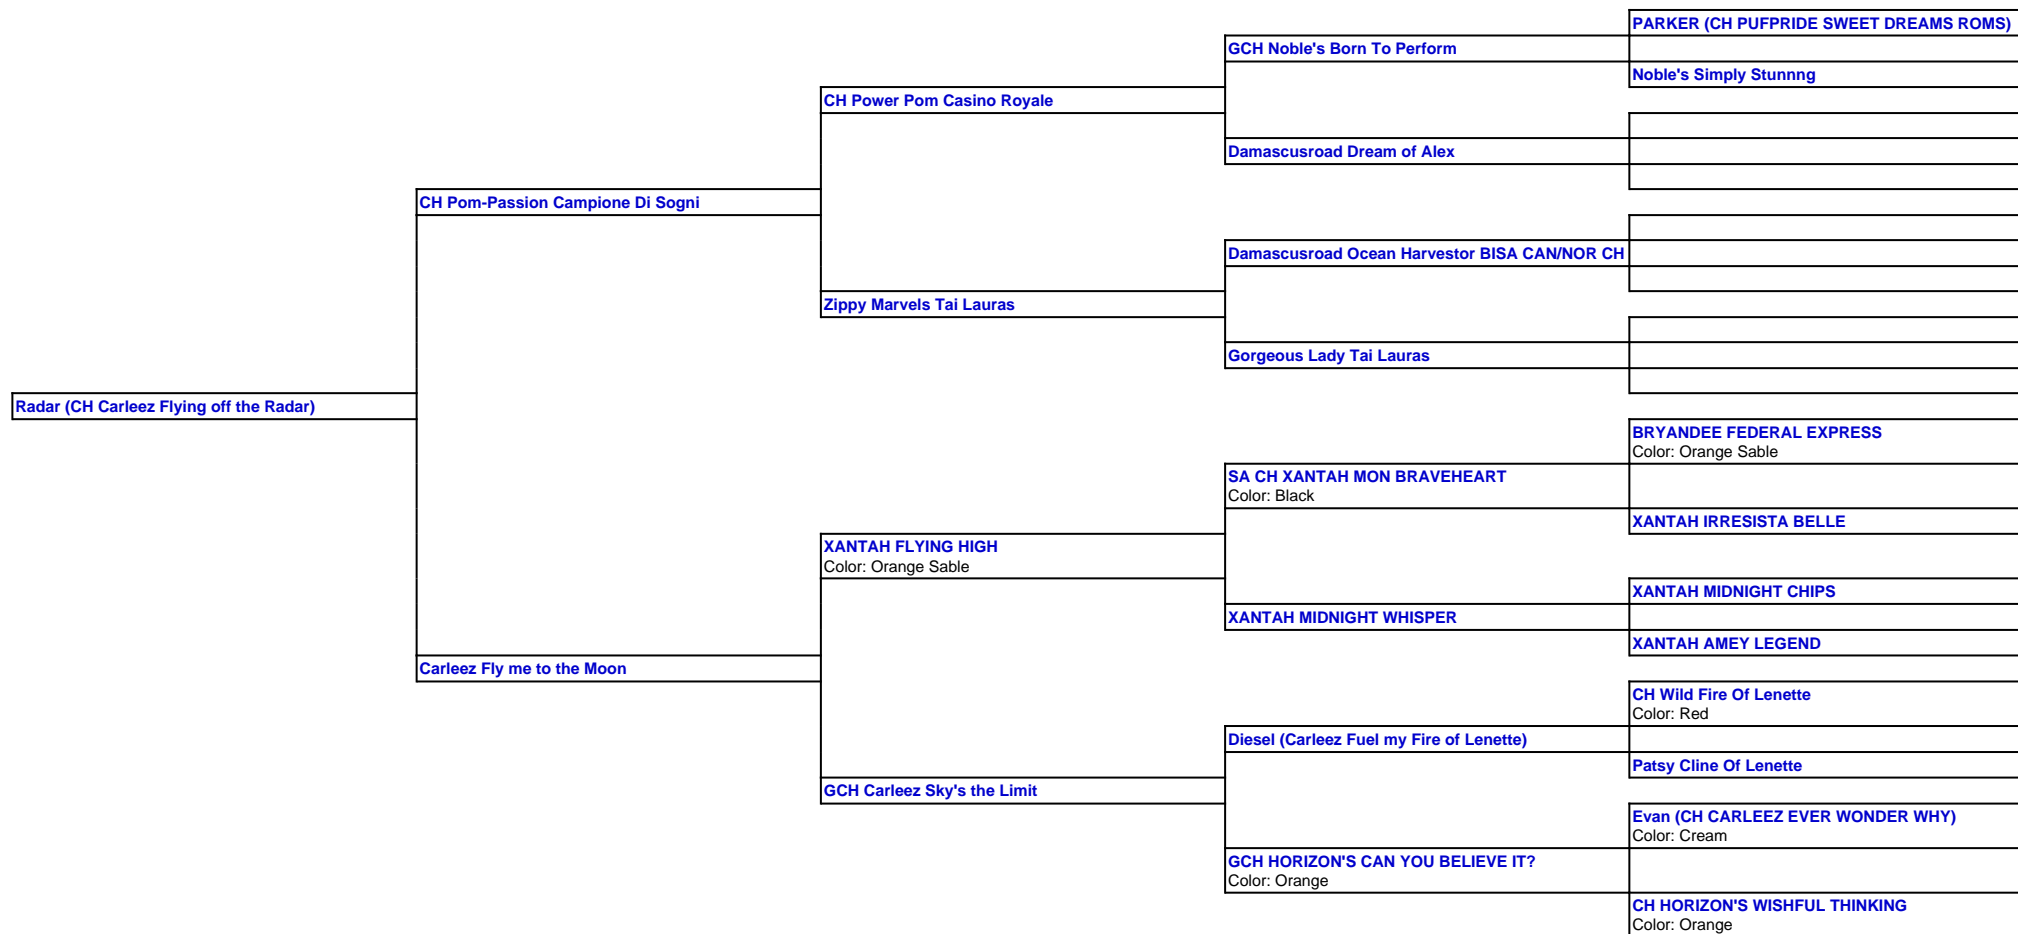 PARKER (CH PUFPRIDE SWEET DREAMS ROMS)
GCH Noble's Born To Perform
Noble's Simply Stunnng
CH Power Pom Casino Royale
Damascusroad Dream of Alex
CH Pom-Passion Campione Di Sogni
Damascusroad Ocean Harvestor BISA CAN/NOR CH
Zippy Marvels Tai Lauras
Gorgeous Lady Tai Lauras
Radar (CH Carleez Flying off the Radar)
BRYANDEE FEDERAL EXPRESS
Color: Orange Sable
SA CH XANTAH MON BRAVEHEART
Color: Black
XANTAH IRRESISTA BELLE
XANTAH FLYING HIGH
Color: Orange Sable
XANTAH MIDNIGHT CHIPS
XANTAH MIDNIGHT WHISPER
XANTAH AMEY LEGEND
Carleez Fly me to the Moon
CH Wild Fire Of Lenette
Color: Red
Diesel (Carleez Fuel my Fire of Lenette)
Patsy Cline Of Lenette
GCH Carleez Sky's the Limit
Evan (CH CARLEEZ EVER WONDER WHY)
Color: Cream
GCH HORIZON'S CAN YOU BELIEVE IT?
Color: Orange
CH HORIZON'S WISHFUL THINKING
Color: Orange